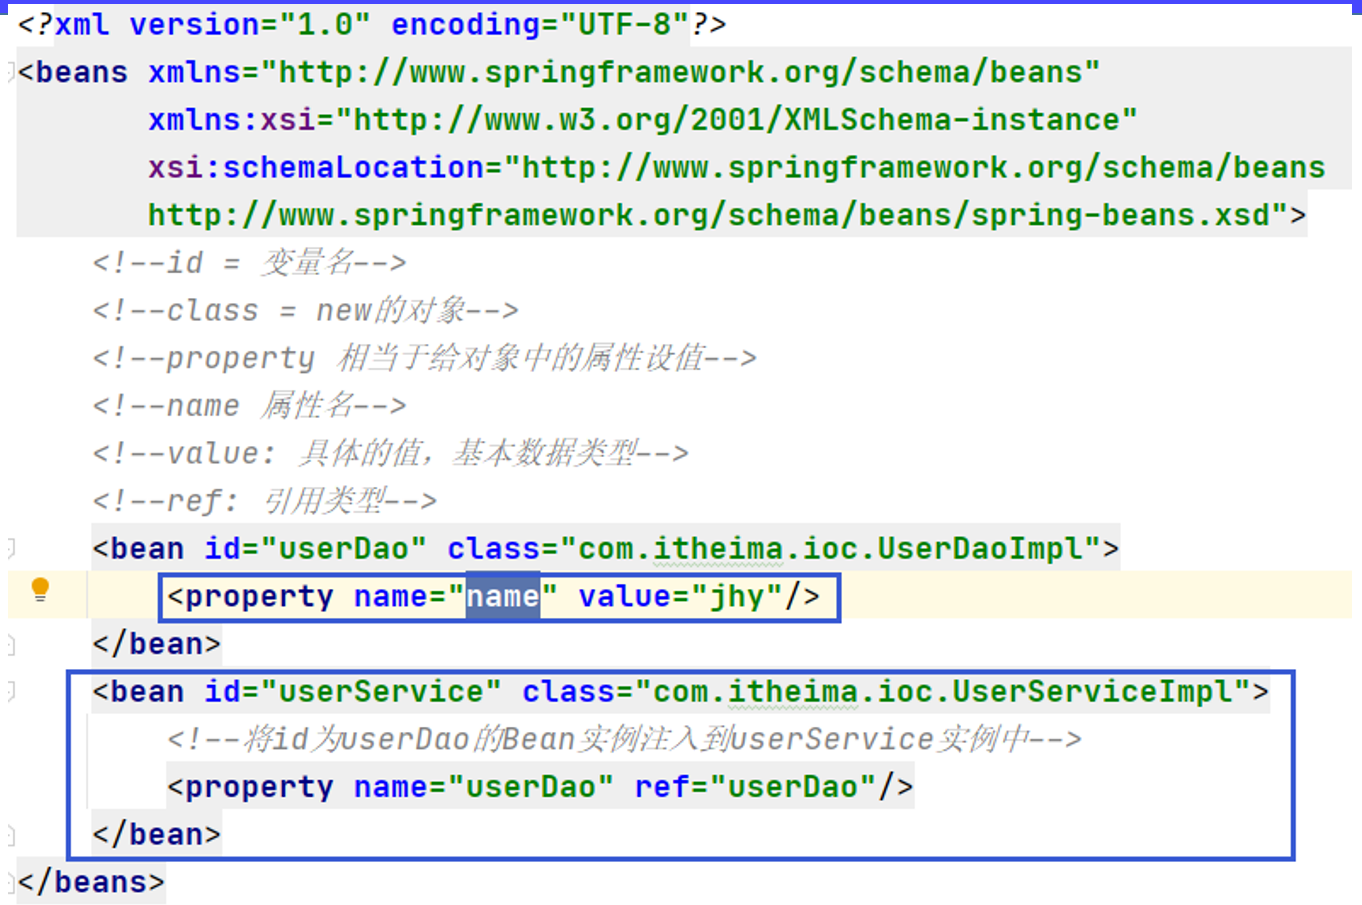 <?xml version="1.0" encoding="UTF-8"?>
<beans xmlns="http://www.springframework.org/schema/beans"
xmlns:xsi="http://www.w3.org/2001/XMLSchema-instance"
xsi:schemaLocation="http://www.springframework.org/schema/beans
http://www.springframework.org/schema/beans/spring-beans.xsd">
<!--id = 变量名-->
<!--class = new的对象-->
<!--property 相当于给对象中的属性设值-->
<!--name 属性名-->
<!--value: 具体的值，基本数据类型-->
<!--ref: 引用类型-->
<bean id="userDao" class="com.itheima.ioc.UserDaoImpl">
<property name="name" value="jhy"/>
</bean>
<bean id="userService" class="com.itheima.ioc.UserServiceImpl">
<!--将id为userDao的Bean实例注入到userService实例中-->
<property name="userDao" ref="userDao"/>
</bean>
</beans>